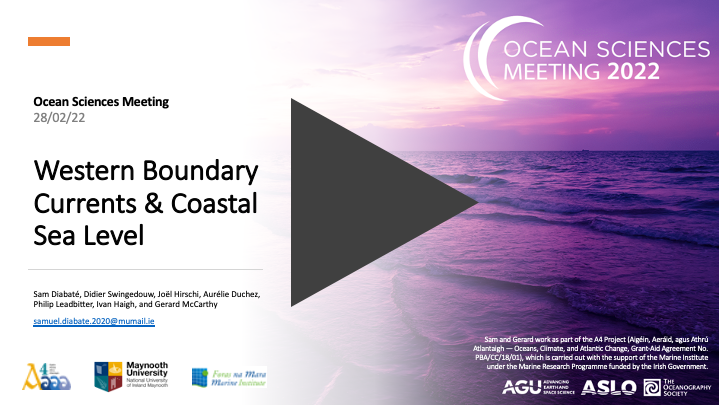 OCEAN SCIENCES
MEETING 2022
Ocean Sciences Meeting
28/02/22
Western Boundary
Currents & Coastal
Sea Level
Sam Diabaté, Didier Swingedouw, Joël Hirschi, Aurélie Duchez,
Philip Leadbitter, Ivan Haigh, and Gerard McCarthy
samuel.diabate.2020@mumail.ie
Sam and Gerard work as part of the A4 Project (Aigéin, Aeráid, agus Athrú
Atlantaigh — Oceans, Climate, and Atlantic Change, Grant-Aid Agreement No.
PBA/CC/18/01), which is carried out with the support of the Marine Institute
under the Marine Research Programme funded by the Irish Government.
Maynooth
University
National University
of Ireland Maynooth
Foras na Mara
Marine Institute
AGU ADVANCING
EARTH AND
SPACE SCIENCE
ASLO
THE
OCEANOGRAPHY
SOCIETY